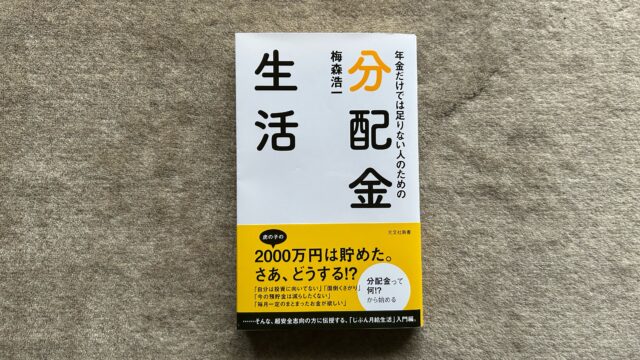 年金だけでは足りない人のための
分配金
生活
梅森浩一
光文社新書
虎の子の
2000万円は貯めた。
さあ、どうする!?
「自分は投資に向いてない」「面倒くさがり」
「今の預貯金は減らしたくない」
「毎月一定のまとまったお金が欲しい」
分配金って
何!?
から始める
……そんな、超安全志向の方に伝授する、「じぶん月給生活」入門編。